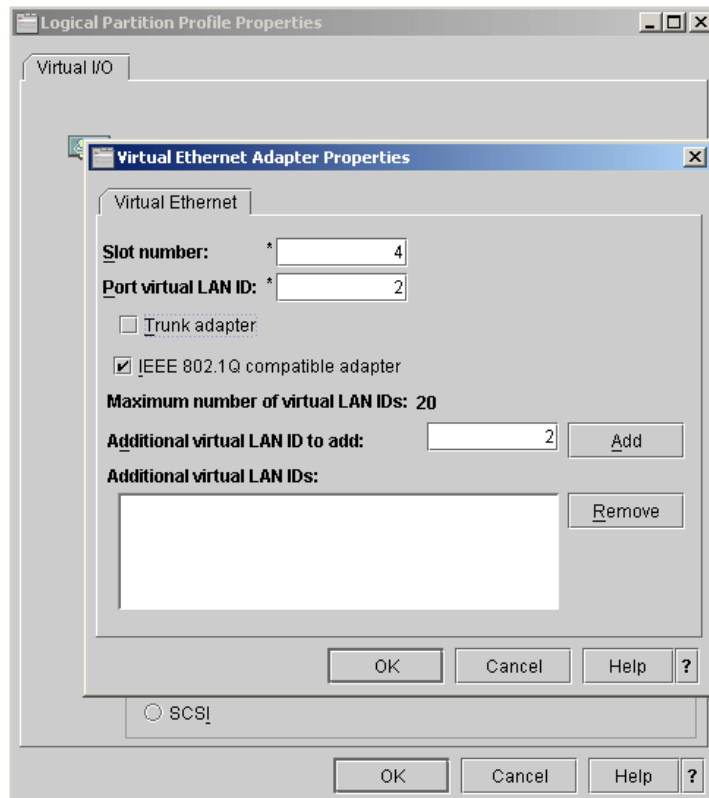 Logical Partition Profile Properties
Virtual I/O
Virtual Ethernet Adapter Properties
Virtual Ethernet
Slot number: * 4
Port virtual LAN ID: * 2
Trunk adapter
IEEE 802.1Q compatible adapter
Maximum number of virtual LAN IDs: 20
Additional virtual LAN ID to add: 2 Add
Additional virtual LAN IDs:
Remove
OK Cancel Help ?
SCSI
OK Cancel Help ?